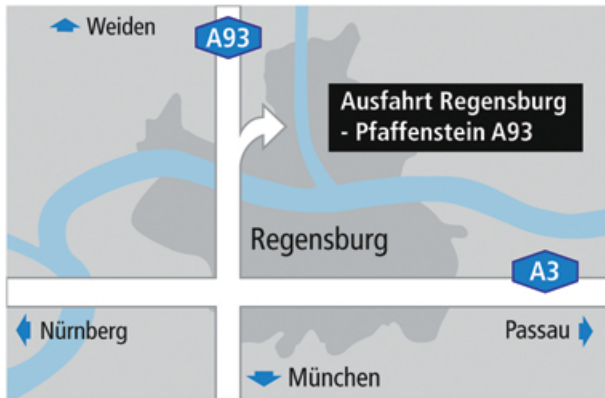 Weiden
A93
Ausfahrt Regensburg
- Pfaffenstein A93
Regensburg
A3
Nürnberg
Passau
München